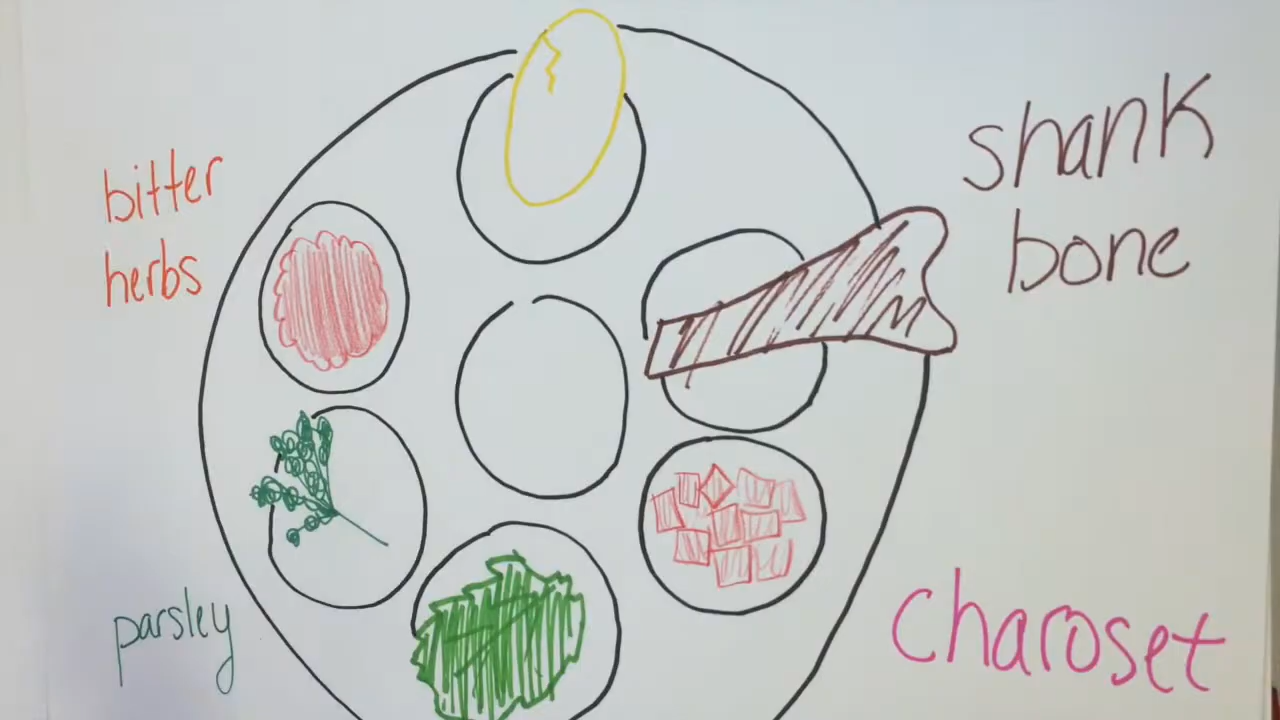 bitter
herbs
shank
bone
parsley
charoset